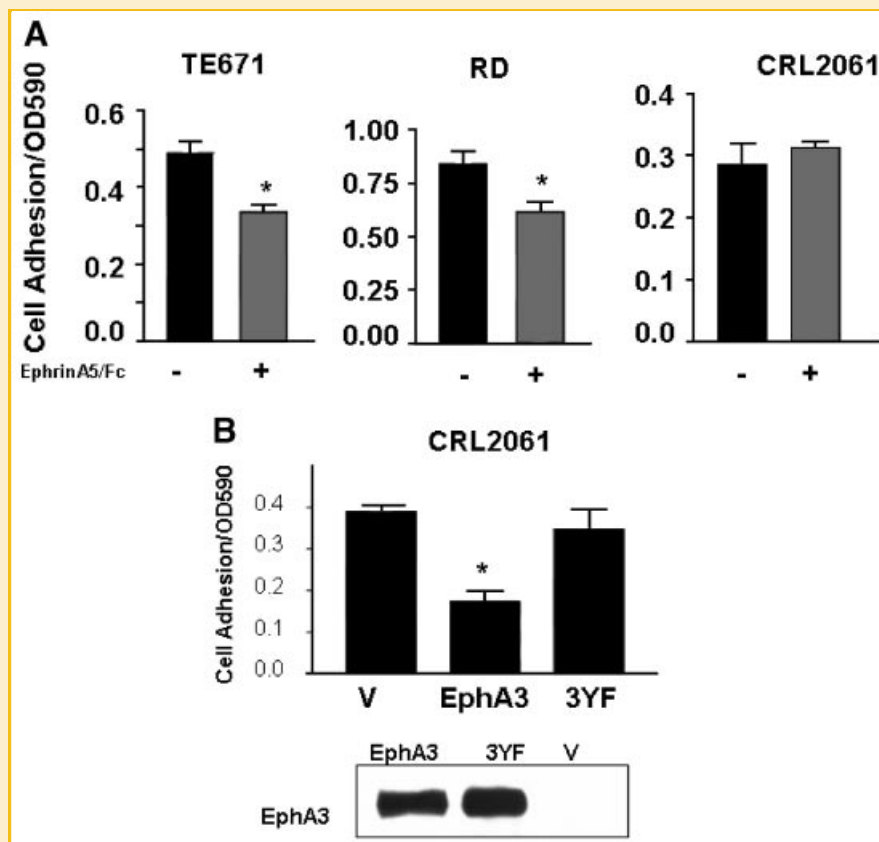 A
TE671
RD
CRL2061
Cell Adhesion/OD590
0.6
0.4
0.2
0.0
1.00
0.75
0.50
0.25
0.00
0.4
0.3
0.2
0.1
0.0
*
*
EphrinA5/Fc - + - + - +
B
CRL2061
Cell Adhesion/OD590
0.4
0.3
0.2
0.1
0.0
*
V EphA3 3YF
EphA3 3YF V
EphA3